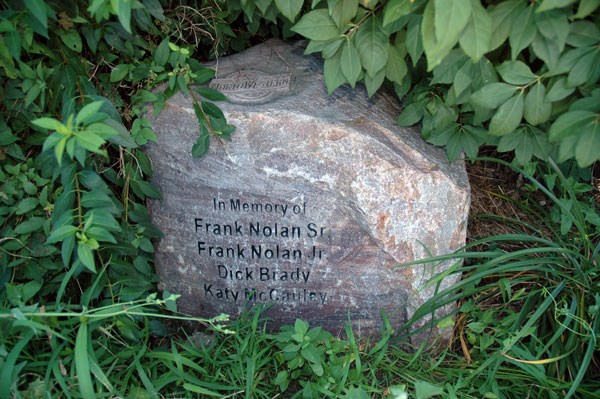 In Memory of
Frank Nolan Sr.
Frank Nolan Jr
Dick Brady
Katy McCauley